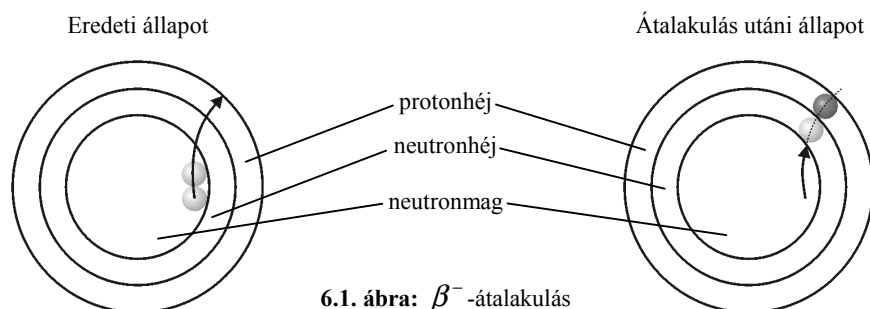 Eredeti állapot
Átalakulás utáni állapot
protonhéj
neutronhéj
neutronmag
6.1. ábra: β⁻-átalakulás